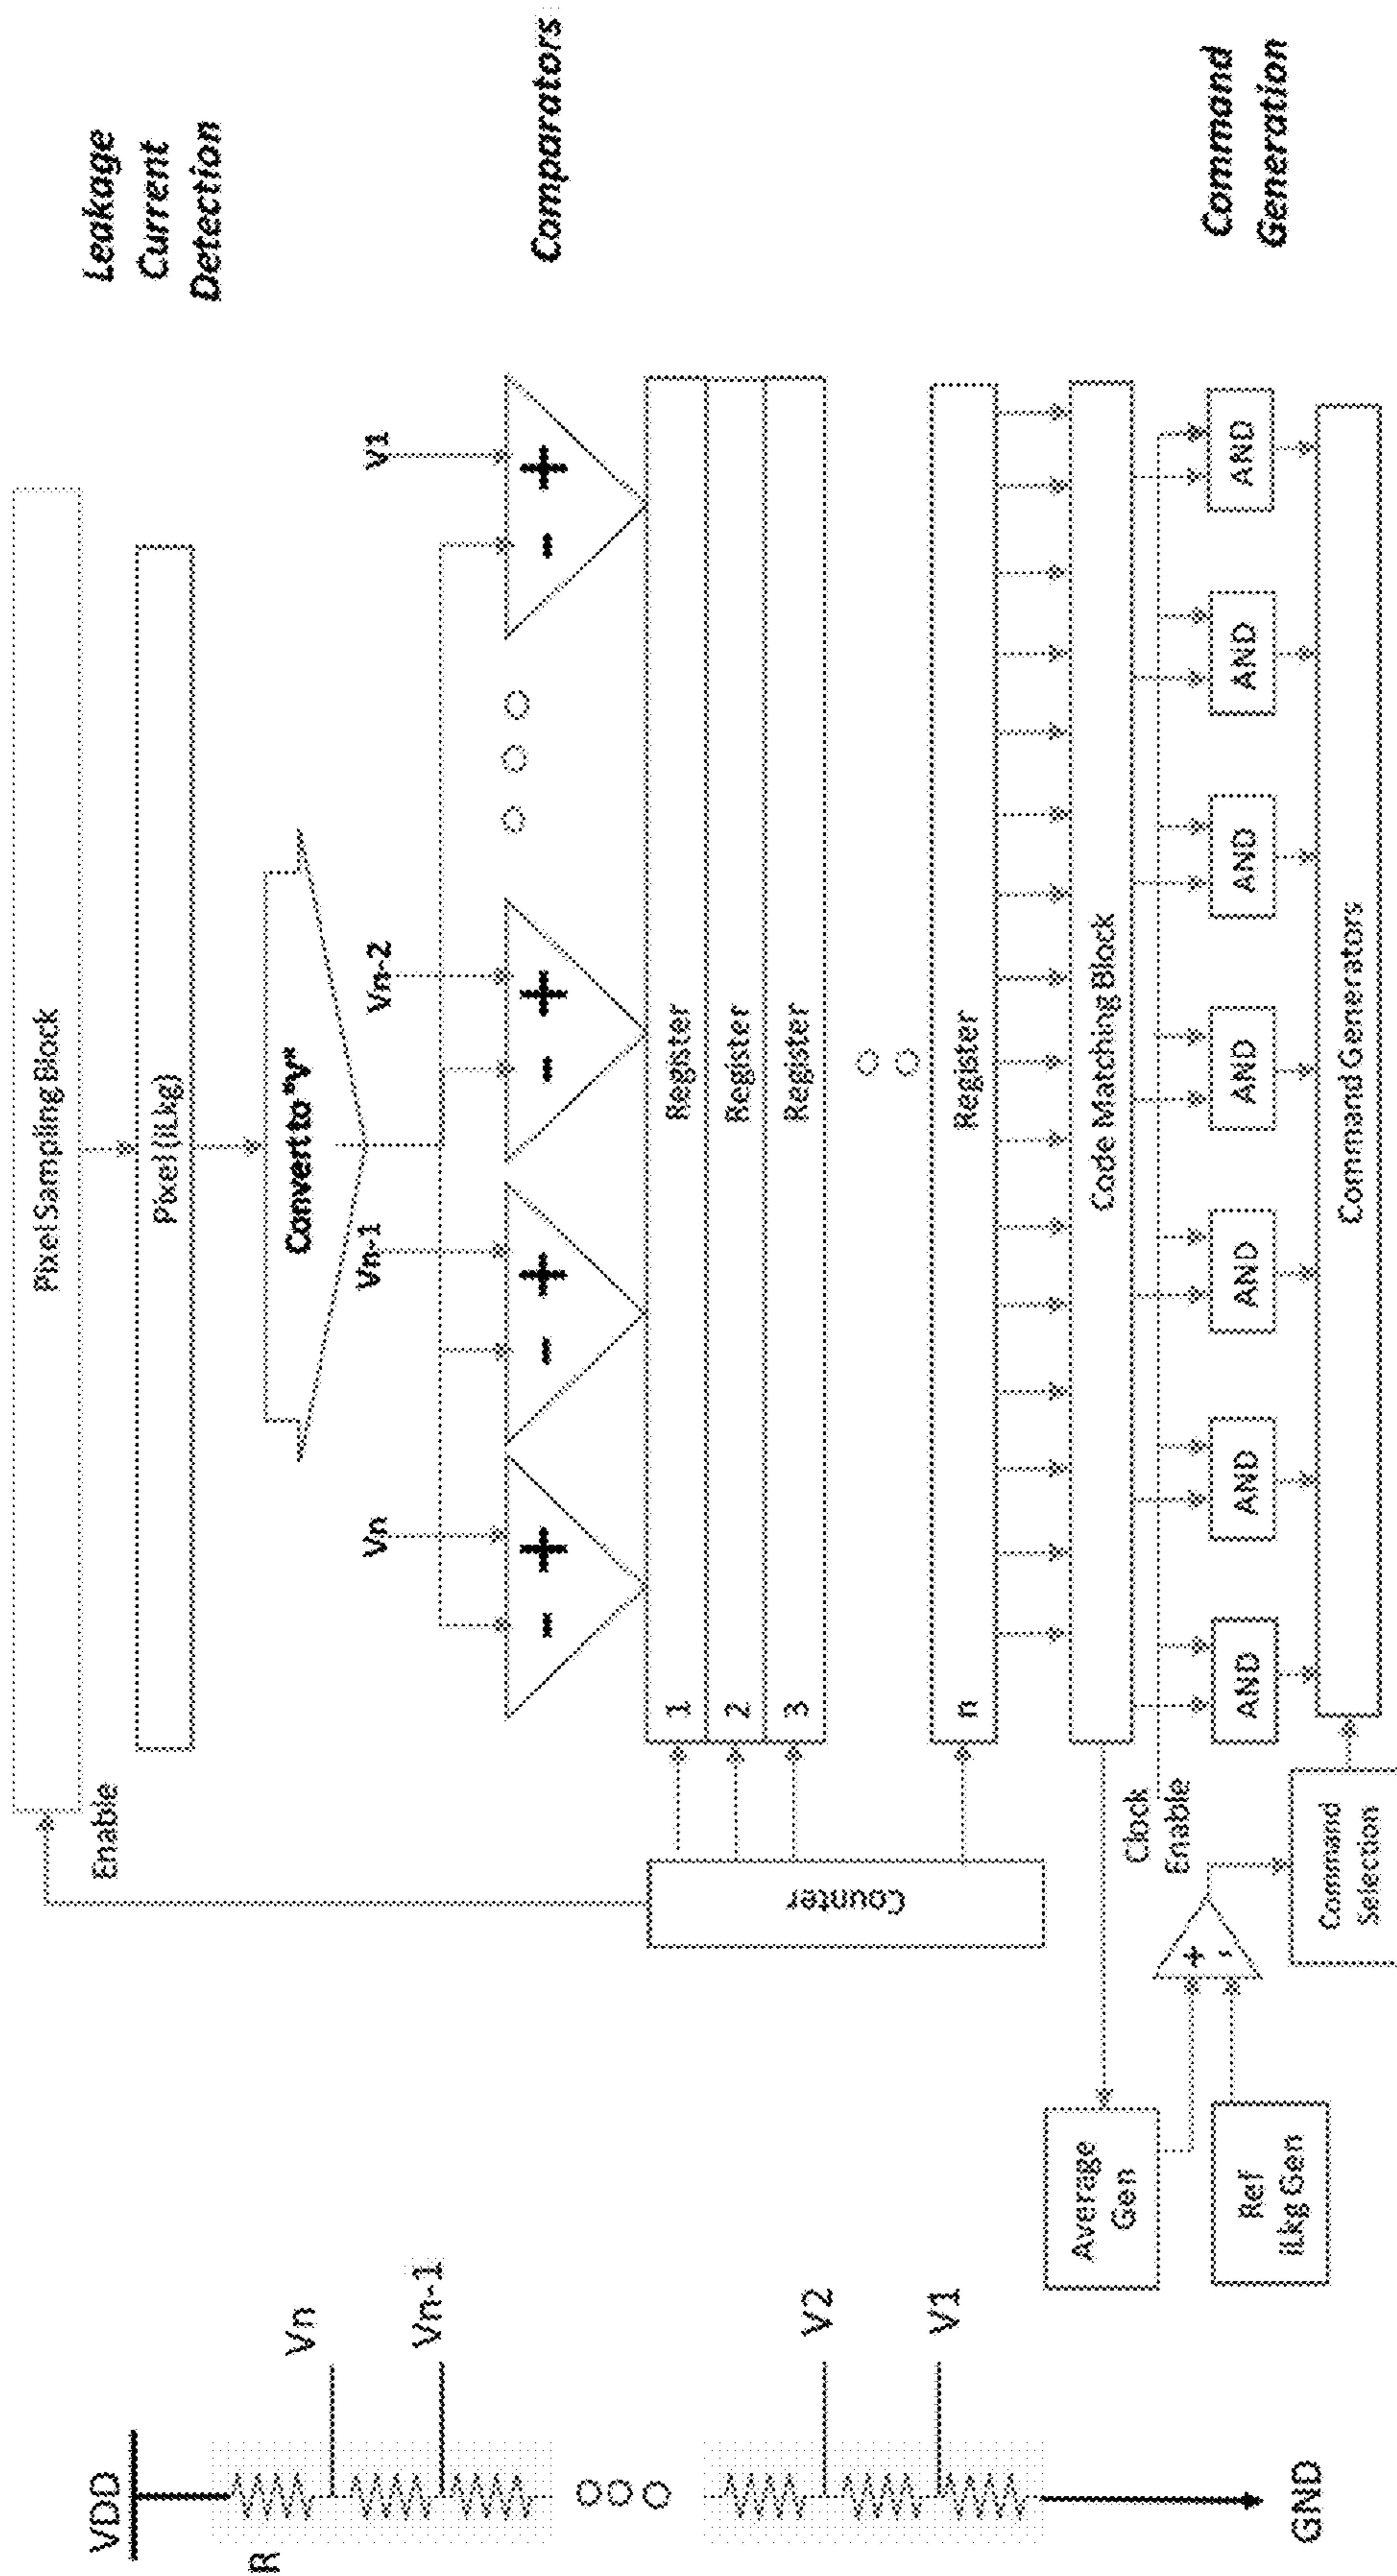 Leakage
Current
Detection
Comparators
Command
Generation
Pixel Sampling Block
Enable
Pixel (iLkg)
Convert to "V"
Vn
Vn-1
Vn-2
V1
-
+
-
+
-
+
-
+
1
Register
2
Register
3
Register
n
Register
Counter
Code Matching Block
Clock
Enable
AND
AND
AND
AND
AND
AND
AND
Command Generators
Command
Selection
+
-
Average
Gen
Ref
iLkg Gen
VDD
R
Vn
Vn-1
V2
V1
GND